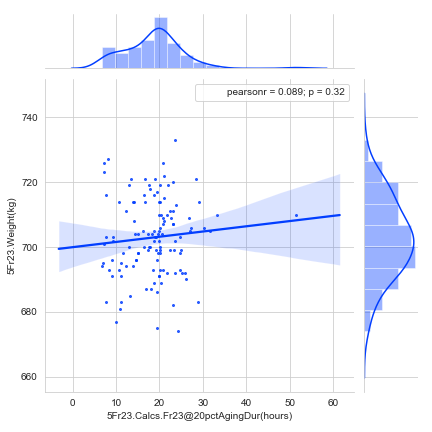 pearsonr = 0.089; p = 0.32
740
720
700
680
660
5Fr23.Weight(kg)
0 10 20 30 40 50 60
5Fr23.Calcs.Fr23@20pctAgingDur(hours)